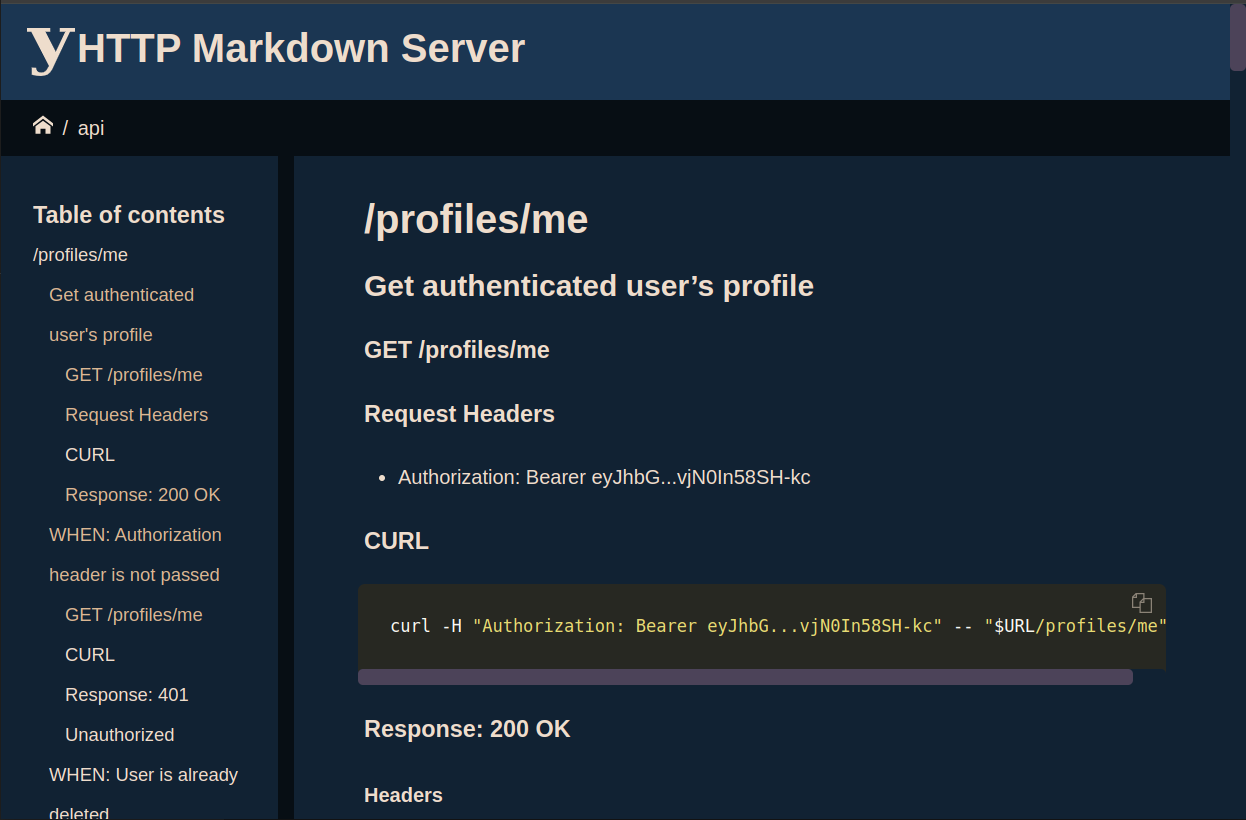 y HTTP Markdown Server
/ api
Table of contents
/profiles/me
Get authenticated
user's profile
GET /profiles/me
Request Headers
CURL
Response: 200 OK
WHEN: Authorization
header is not passed
GET /profiles/me
CURL
Response: 401
Unauthorized
WHEN: User is already
deleted
/profiles/me
Get authenticated user’s profile
GET /profiles/me
Request Headers
• Authorization: Bearer eyJhbG...vjN0In58SH-kc
CURL
curl -H "Authorization: Bearer eyJhbG...vjN0In58SH-kc" -- "$URL/profiles/me"
Response: 200 OK
Headers